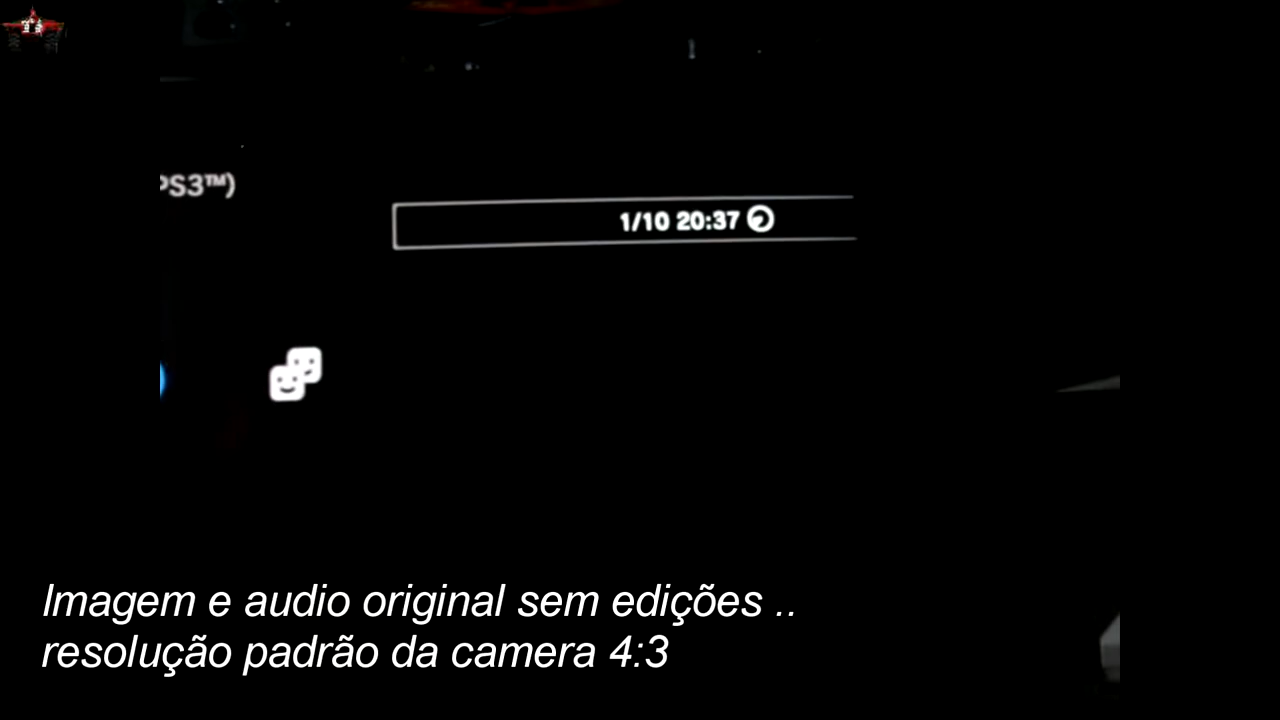 PS3™)
1/10 20:37
Imagem e audio original sem edições ..
resolução padrão da camera 4:3